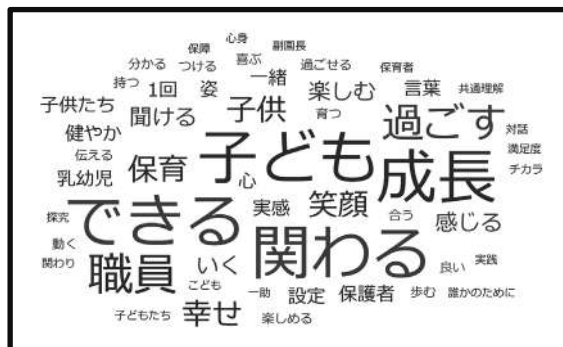 心身
保障 副園長
分かる つける 喜ぶ 過ごせる 保育者
持つ 1回 姿 一緒 楽しむ 言葉 共通理解
子供たち 聞ける 子供 育つ 過ごす 対話
健やか 満足度
伝える 保育 子ども 成長 チカラ
乳幼児 心
探究 できる 実感 笑顔 合う 感じる
動く
関わり 職員 いく 関わる 良い 実践
こども 一助 設定 保護者 歩む 誰かのために
子どもたち 幸せ 楽しめる